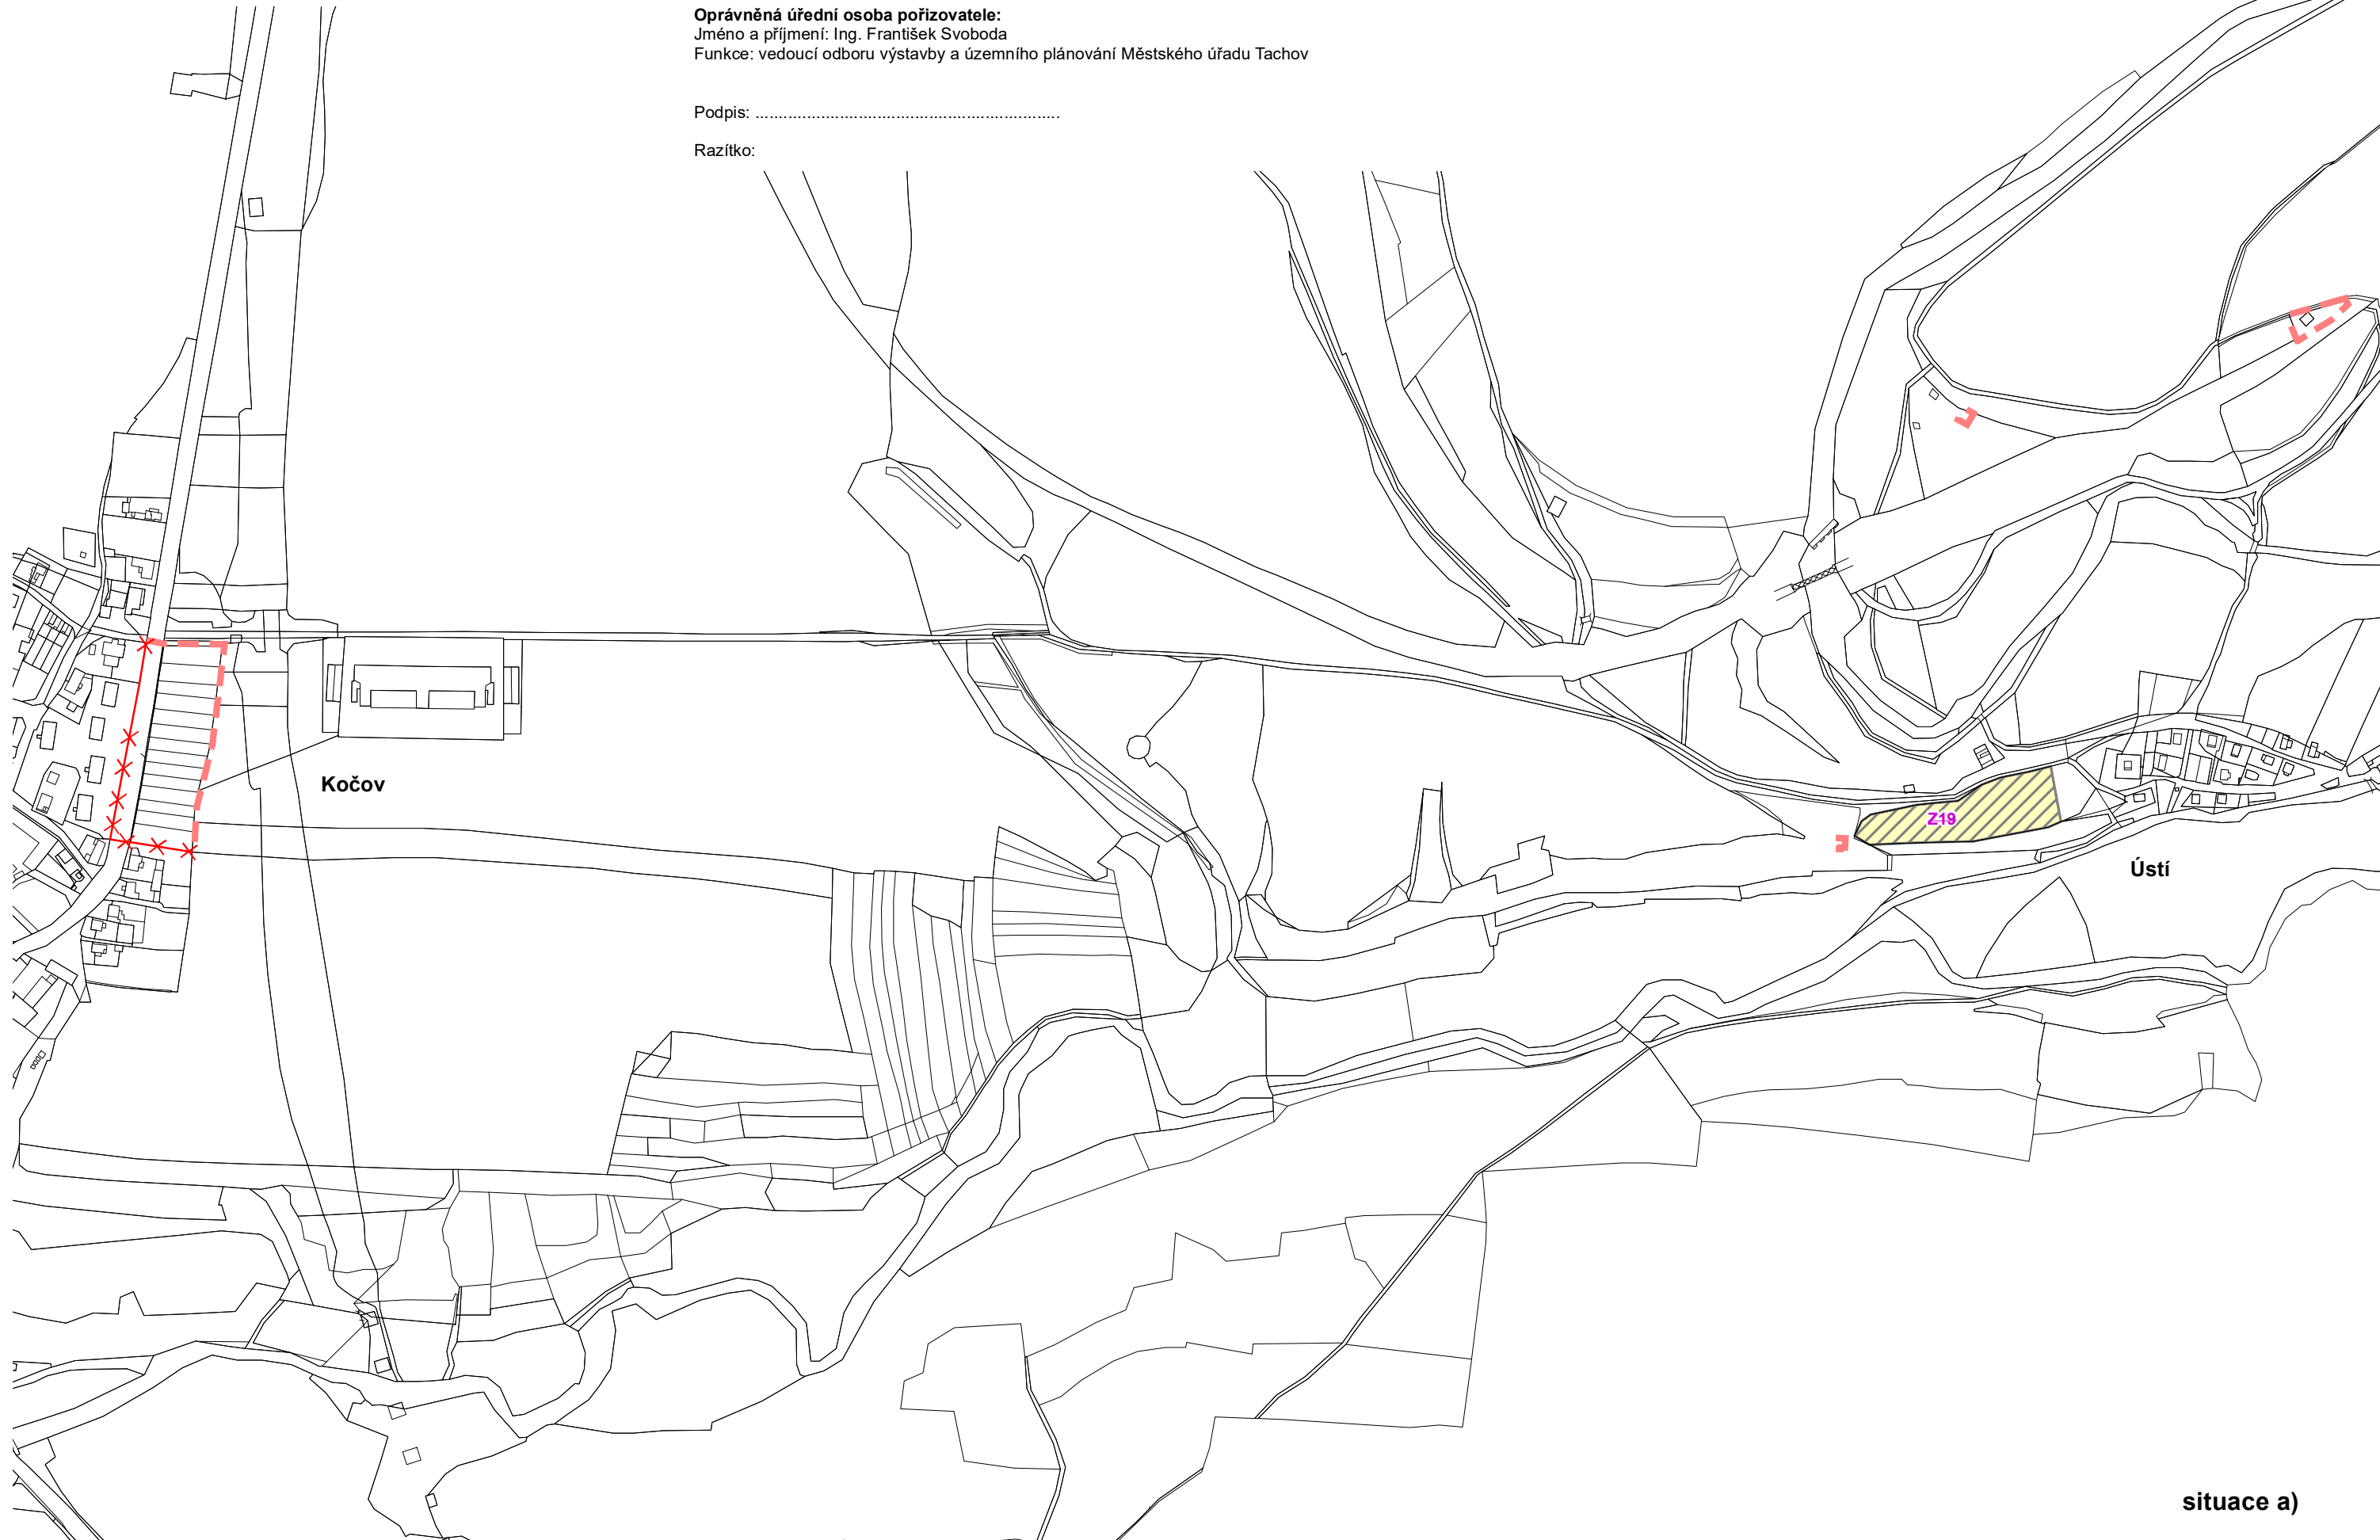 Oprávněná úřední osoba pořizovatele:
Jméno a příjmení: Ing. František Svoboda
Funkce: vedoucí odboru výstavby a územního plánování Městského úřadu Tachov
Podpis: .................................................................
Razítko:
Kočov
Z19
Ústí
situace a)